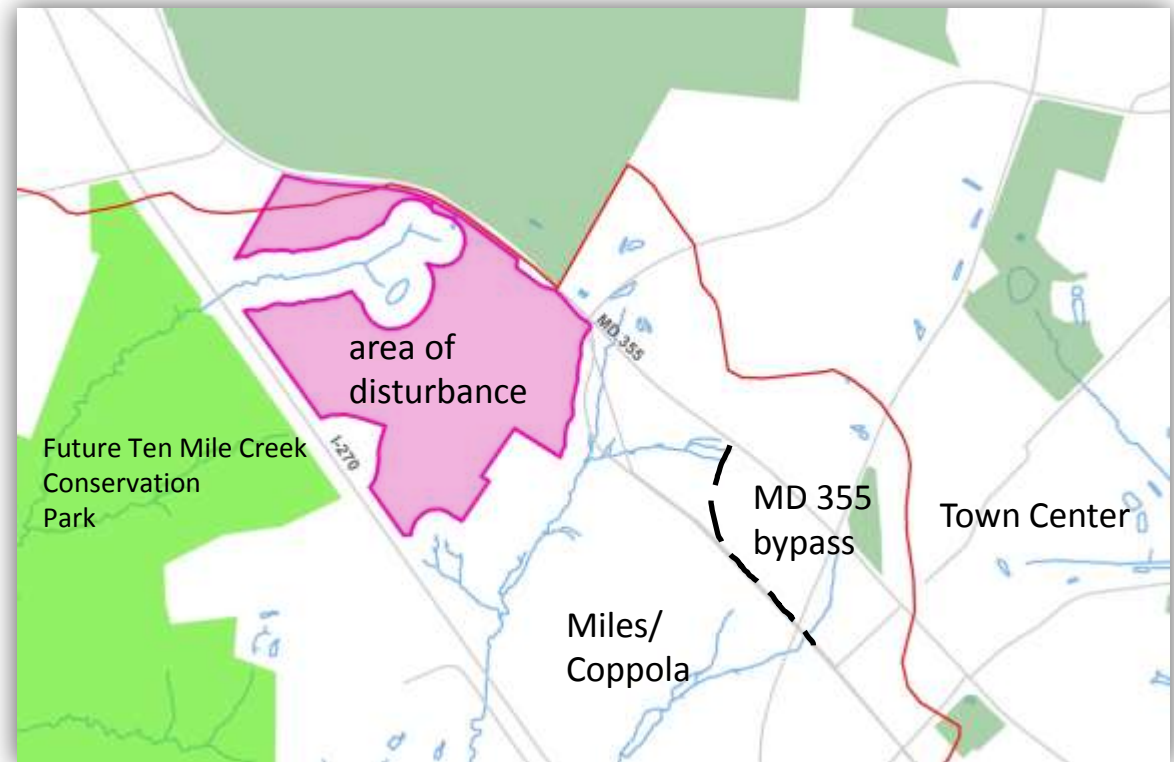 MD 355
area of
disturbance
Future Ten Mile Creek
Conservation
Park
I-270
MD 355
bypass
Town Center
Miles/
Coppola